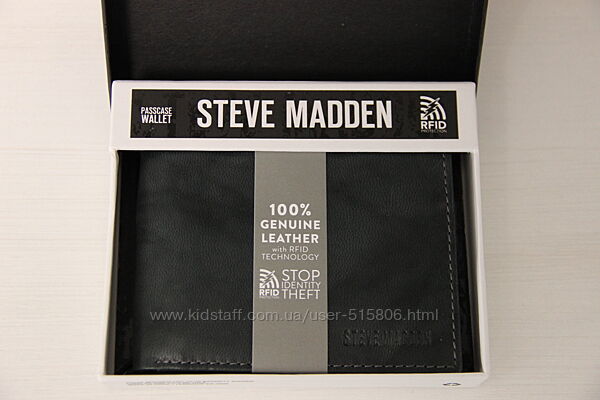 PASSCASE
WALLET
STEVE MADDEN
RFID
PROTECTION
100%
GENUINE
LEATHER
with RFID
TECHNOLOGY
RFID
STOP
IDENTITY
THEFT
www.kidstaff.com.ua/user-515806.html
STEVE MADDEN